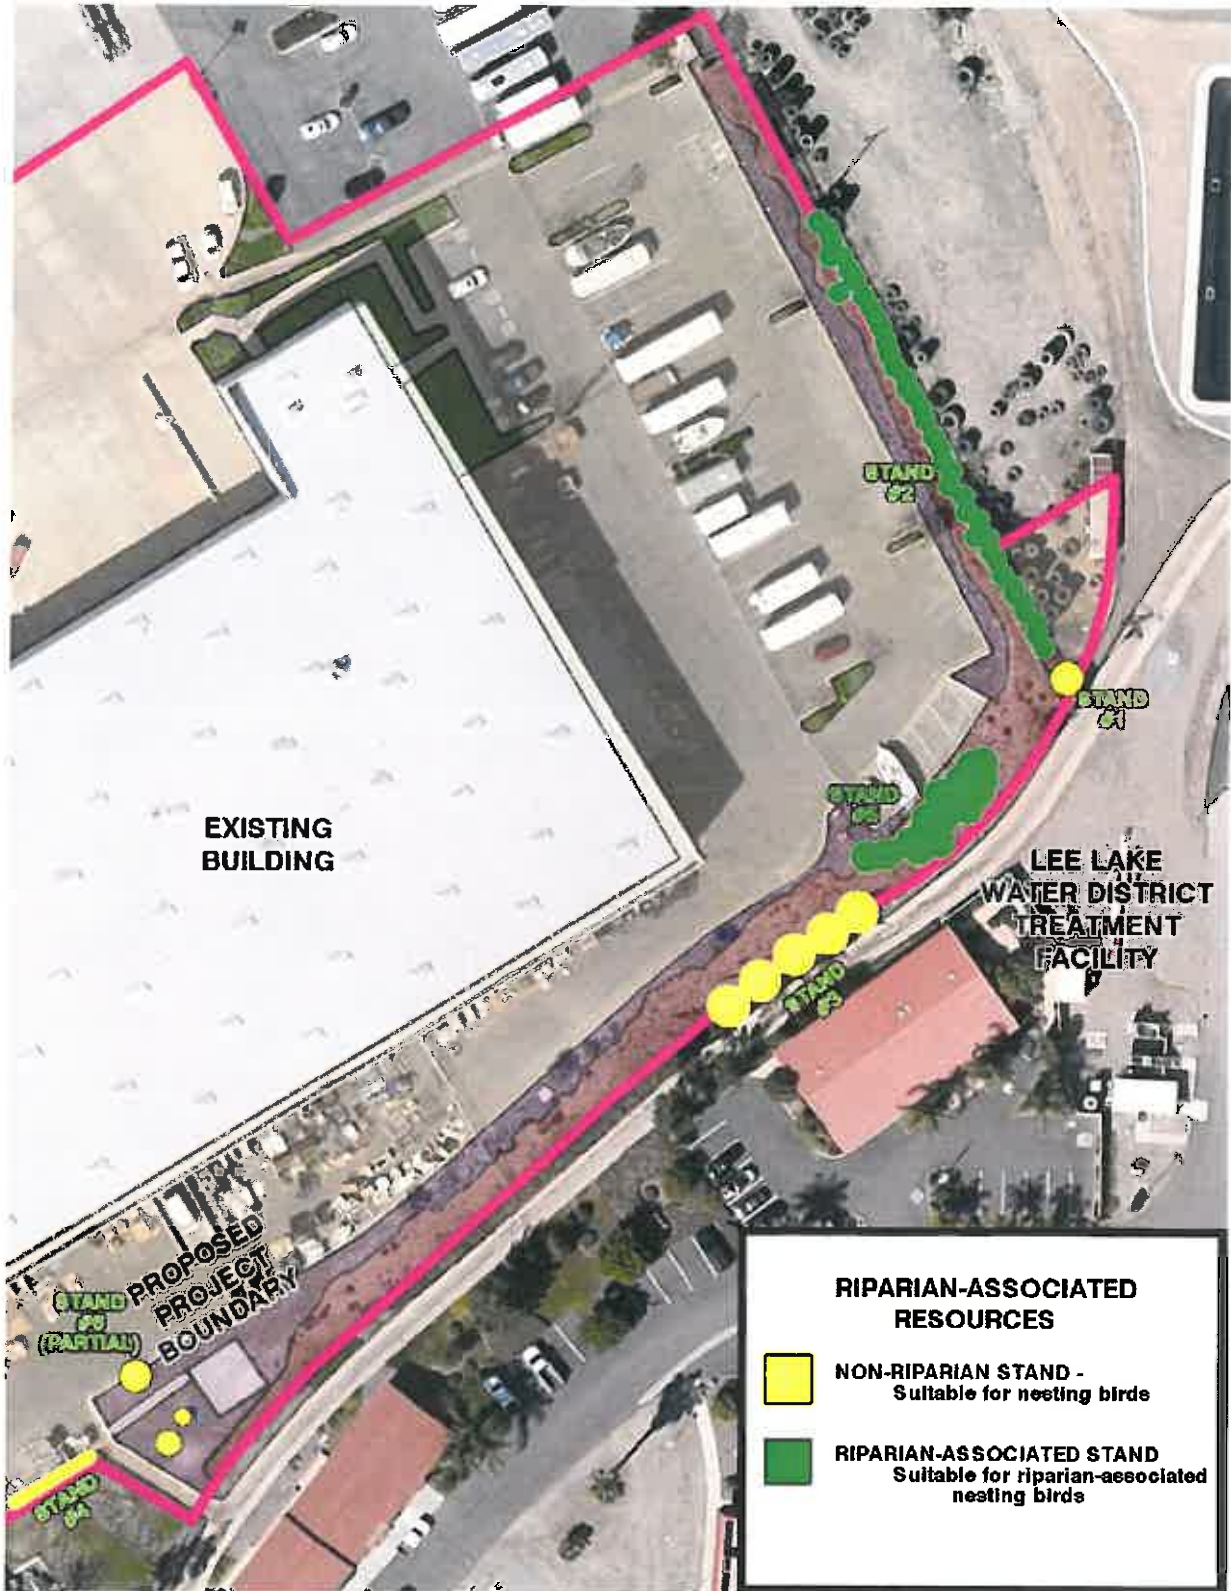 STAND
#2
STAND
#1
STAND
EXISTING
BUILDING
LEE LAKE
WATER DISTRICT
TREATMENT
FACILITY
STAND
#3
PROPOSED
PROJECT
BOUNDARY
STAND
(PARTIAL)
STAND
#4
RIPARIAN-ASSOCIATED
RESOURCES
NON-RIPARIAN STAND -
Suitable for nesting birds
RIPARIAN-ASSOCIATED STAND
Suitable for riparian-associated
nesting birds